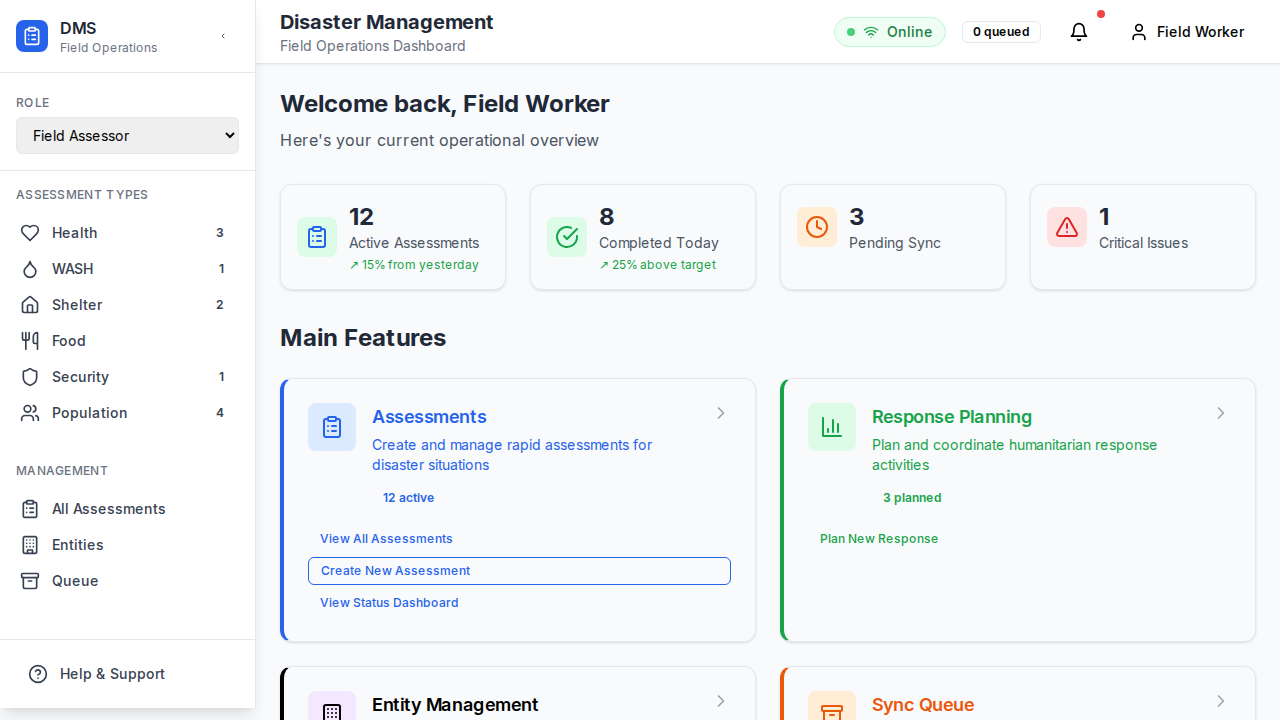 DMS
Field Operations
‹
ROLE
Field Assessor
ASSESSMENT TYPES
Health 3
WASH 1
Shelter 2
Food
Security 1
Population 4
MANAGEMENT
All Assessments
Entities
Queue
Help & Support
Disaster Management
Field Operations Dashboard
Online
0 queued
Field Worker
Welcome back, Field Worker
Here's your current operational overview
12
Active Assessments
↗ 15% from yesterday
8
Completed Today
↗ 25% above target
3
Pending Sync
1
Critical Issues
Main Features
Assessments
Create and manage rapid assessments for
disaster situations
12 active
View All Assessments
Create New Assessment
View Status Dashboard
Response Planning
Plan and coordinate humanitarian response
activities
3 planned
Plan New Response
Entity Management
Sync Queue